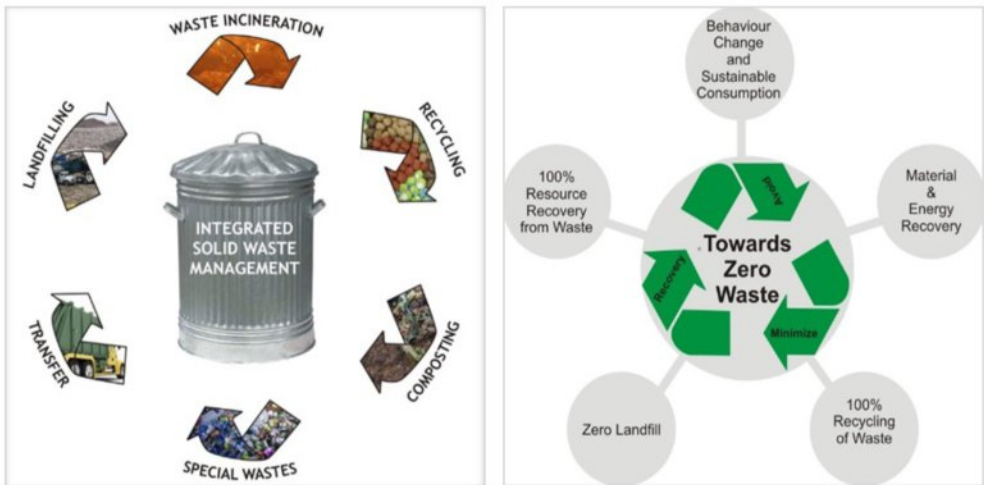 WASTE INCINERATION
RECYCLING
COMPOSTING
SPECIAL WASTES
TRANSFER
LANDFILLING
INTEGRATED
SOLID WASTE
MANAGEMENT
Behaviour
Change
and
Sustainable
Consumption
Material
&
Energy
Recovery
100%
Recycling
of Waste
Zero Landfill
100%
Resource
Recovery
from Waste
Avoid
Minimize
Recovery
Towards
Zero
Waste